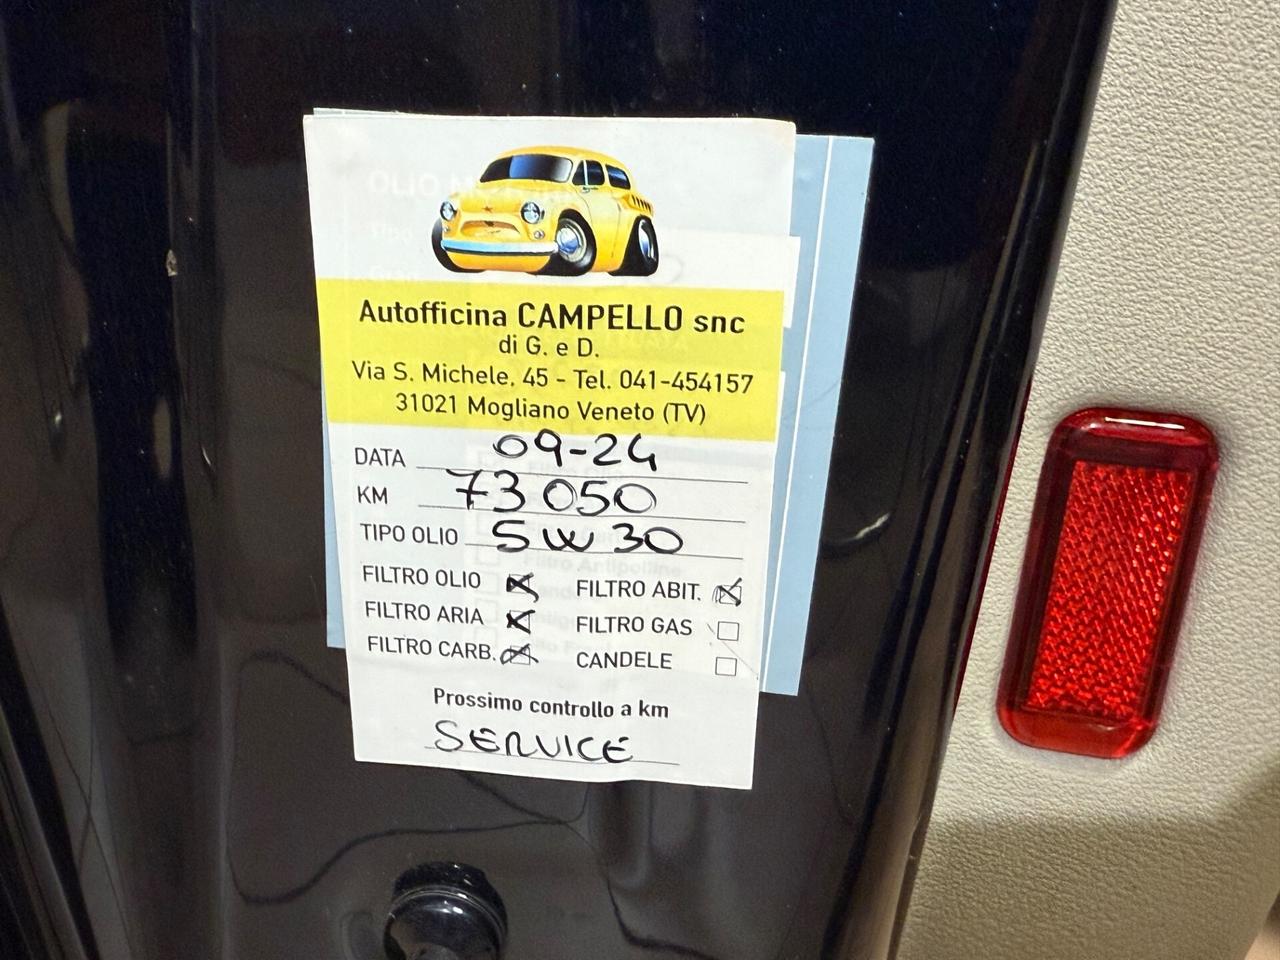 Autofficina CAMPELLO snc
di G. e D.
Via S. Michele, 45 - Tel. 041-454157
31021 Mogliano Veneto (TV)
DATA 09-24
KM 73050
TIPO OLIO 5W30
FILTRO OLIO FILTRO ABIT.
FILTRO ARIA FILTRO GAS
FILTRO CARB. CANDELE
Prossimo controllo a km
SERVICE